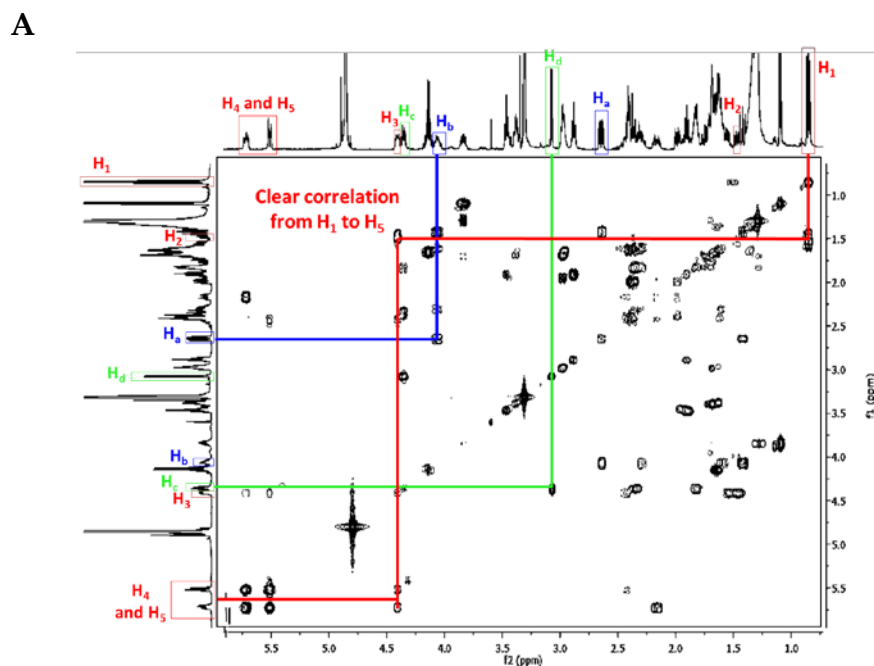 A
H4 and H5
H3
Hc
Hb
Hd
Ha
H2
H1
H1
H2
Ha
Hd
Hb
Hc
H3
H4
and H5
Clear correlation
from H1 to H5
1.0
1.5
2.0
2.5
3.0
3.5
4.0
4.5
5.0
5.5
f1 (ppm)
5.5 5.0 4.5 4.0 3.5 3.0 2.5 2.0 1.5 1.0
f2 (ppm)